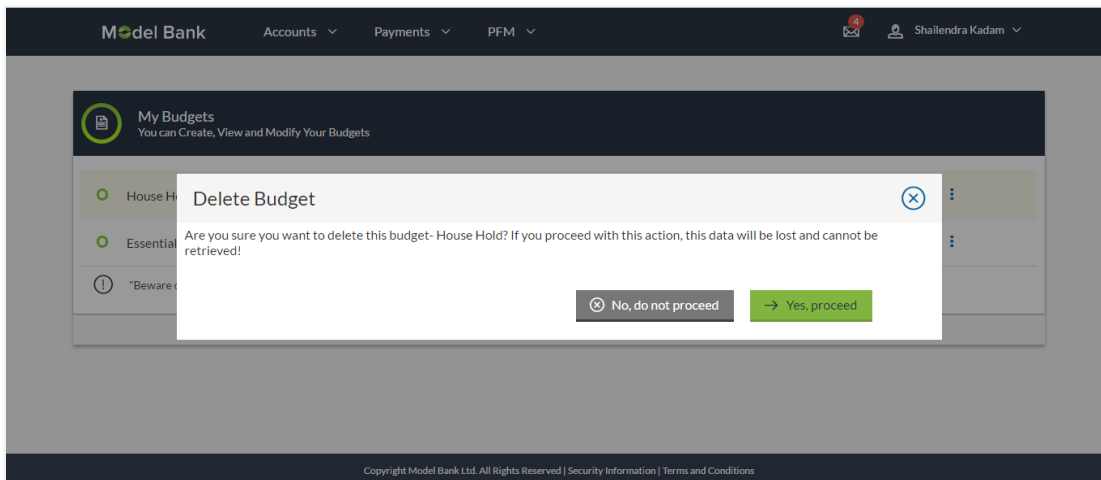 4
Model Bank Accounts Payments PFM Shailendra Kadam
My Budgets
You can Create, View and Modify Your Budgets
House H
Delete Budget
Essential
Are you sure you want to delete this budget- House Hold? If you proceed with this action, this data will be lost and cannot be
retrieved!
"Beware
No, do not proceed Yes, proceed
Copyright Model Bank Ltd. All Rights Reserved | Security Information | Terms and Conditions